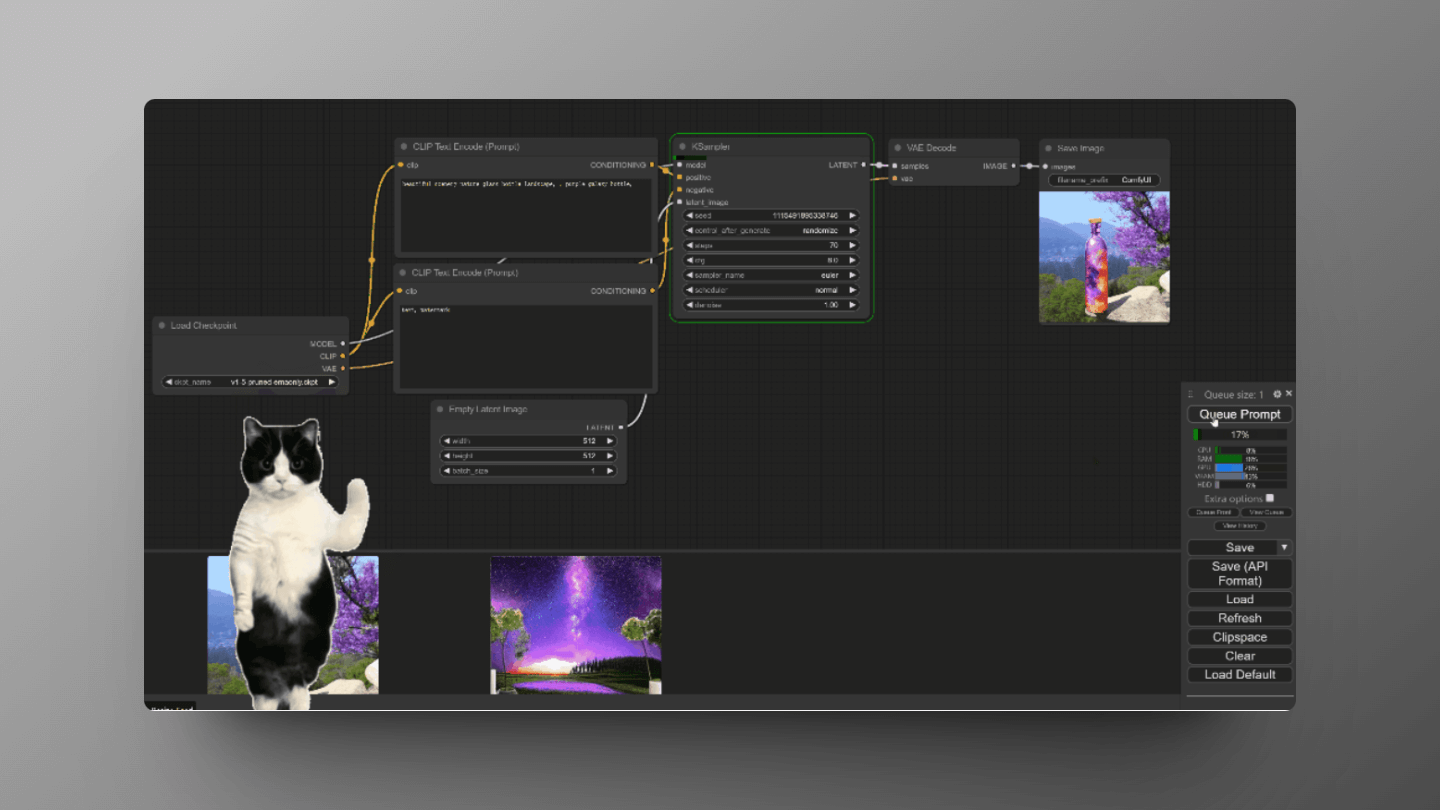 CLIP Text Encode (Prompt)
clip
CONDITIONING
beautiful scenery nature glass bottle landscape, , purple galaxy bottle,
CLIP Text Encode (Prompt)
clip
CONDITIONING
text, watermark
Load Checkpoint
MODEL
CLIP
VAE
ckpt_name v1-5-pruned-emaonly.ckpt
Empty Latent Image
LATENT
width 512
height 512
batch_size 1
KSampler
model
LATENT
positive
negative
latent_image
seed
control_after_generate randomize
steps 70
cfg 8.0
sampler_name euler
scheduler normal
denoise 1.00
VAE Decode
samples
IMAGE
vae
Save Image
images
filename_prefix ComfyUI
Queue size: 1
Queue Prompt
17%
CPU
RAM
GPU
VRAM
HDD
Extra options
Queue Front View Queue
View History
Save
Save (API
Format)
Load
Refresh
Clipspace
Clear
Load Default